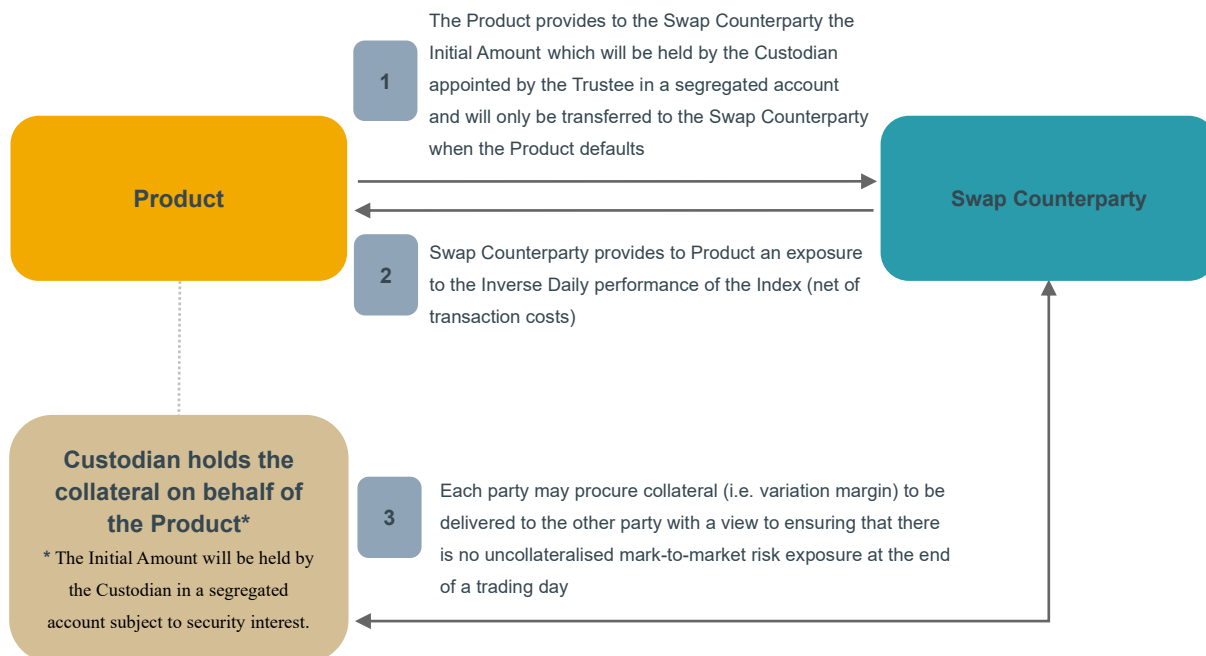 The Product provides to the Swap Counterparty the
Initial Amount which will be held by the Custodian
1
appointed by the Trustee in a segregated account
and will only be transferred to the Swap Counterparty
when the Product defaults
Product
Swap Counterparty
2
Swap Counterparty provides to Product an exposure
to the Inverse Daily performance of the Index (net of
transaction costs)
Custodian holds the
collateral on behalf of
the Product*
* The Initial Amount will be held by
the Custodian in a segregated
account subject to security interest.
3
Each party may procure collateral (i.e. variation margin) to be
delivered to the other party with a view to ensuring that there
is no uncollateralised mark-to-market risk exposure at the end
of a trading day